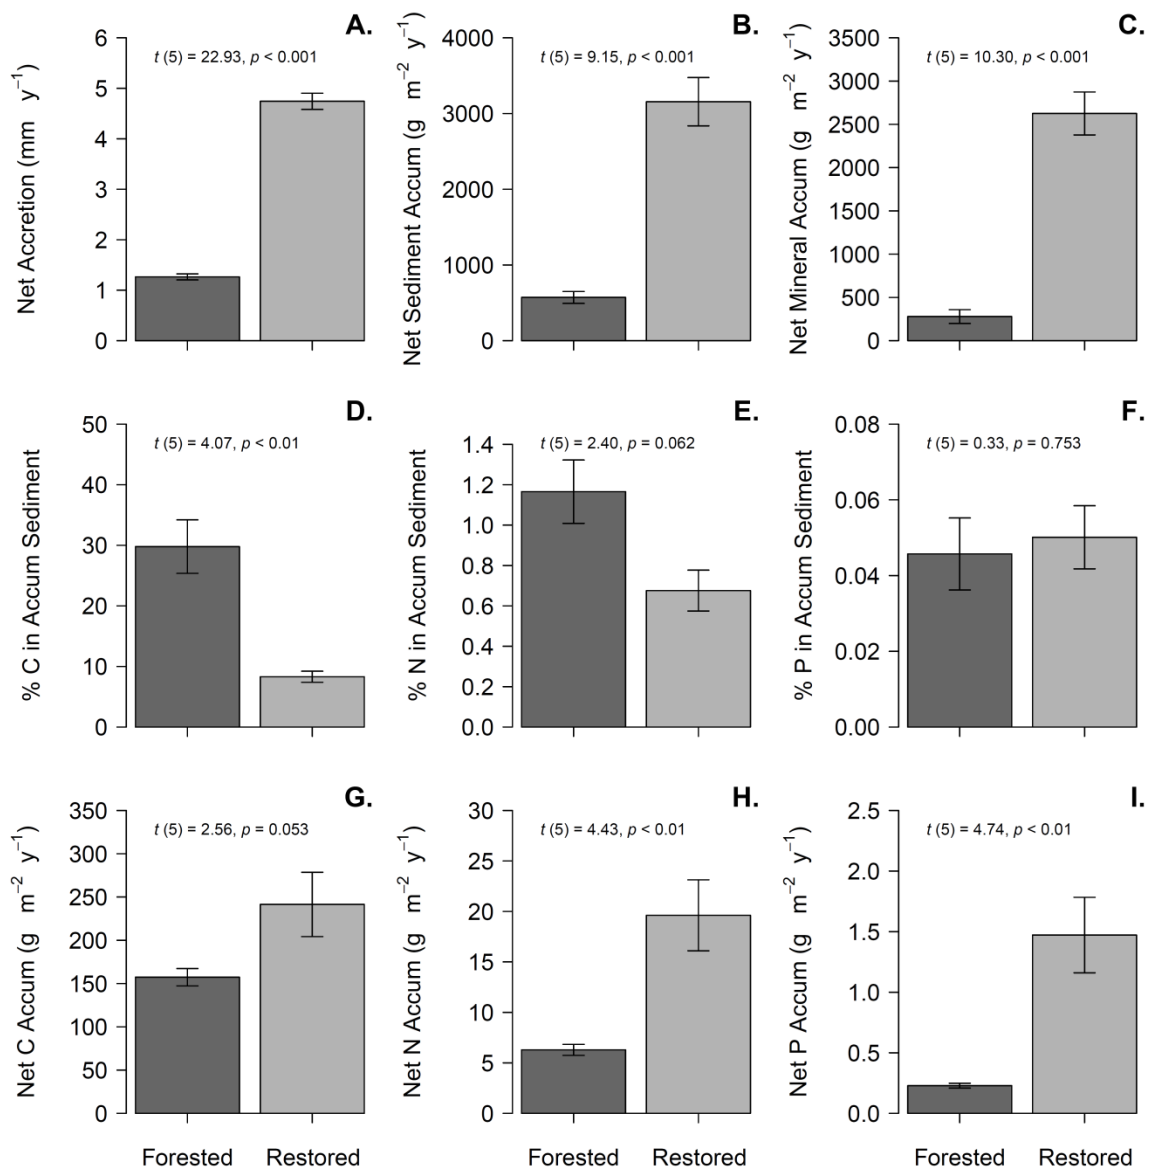 A.
t (5) = 22.93, p < 0.001
Net Accretion (mm y⁻¹)
6
5
4
3
2
1
0
B.
t (5) = 9.15, p < 0.001
Net Sediment Accum (g m⁻² y⁻¹)
4000
3000
2000
1000
0
C.
t (5) = 10.30, p < 0.001
Net Mineral Accum (g m⁻² y⁻¹)
3500
3000
2500
2000
1500
1000
500
0
D.
t (5) = 4.07, p < 0.01
% C in Accum Sediment
50
40
30
20
10
0
E.
t (5) = 2.40, p = 0.062
% N in Accum Sediment
1.4
1.2
1.0
0.8
0.6
0.4
0.2
0.0
F.
t (5) = 0.33, p = 0.753
% P in Accum Sediment
0.08
0.06
0.04
0.02
0.00
G.
t (5) = 2.56, p = 0.053
Net C Accum (g m⁻² y⁻¹)
350
300
250
200
150
100
50
0
Forested Restored
H.
t (5) = 4.43, p < 0.01
Net N Accum (g m⁻² y⁻¹)
30
25
20
15
10
5
0
Forested Restored
I.
t (5) = 4.74, p < 0.01
Net P Accum (g m⁻² y⁻¹)
2.5
2.0
1.5
1.0
0.5
0.0
Forested Restored